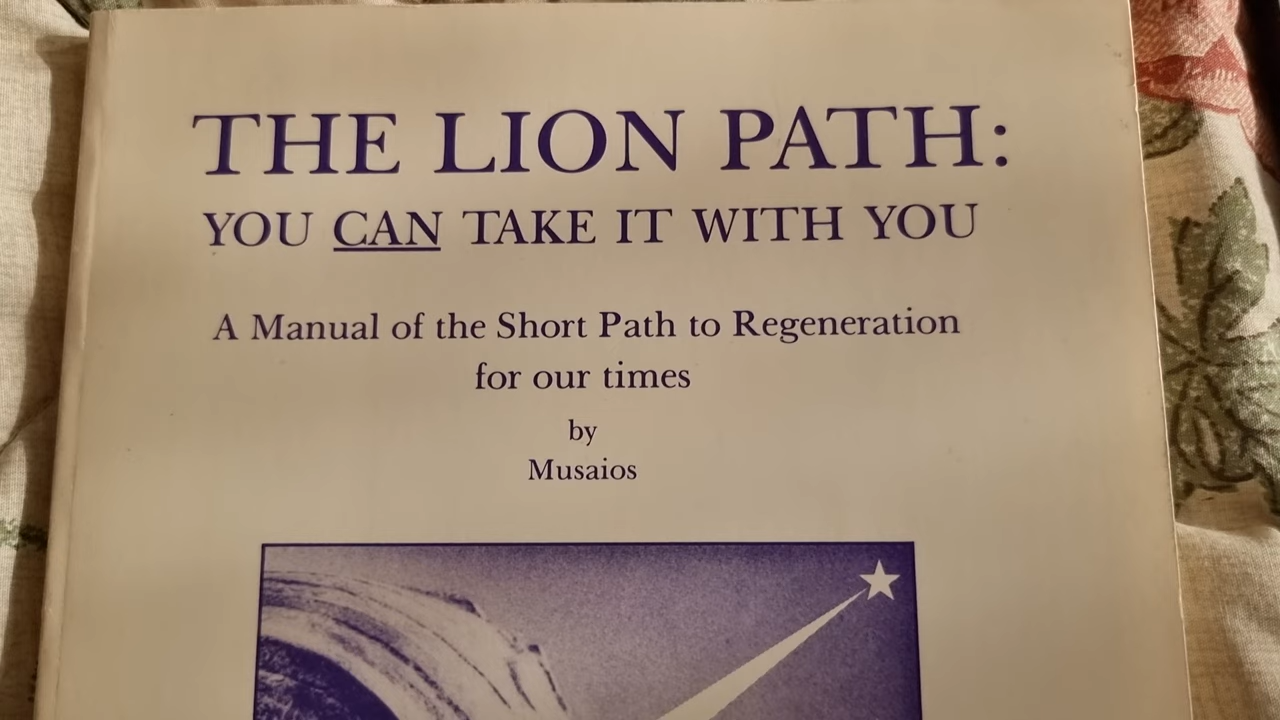 THE LION PATH:
YOU CAN TAKE IT WITH YOU
A Manual of the Short Path to Regeneration
for our times
by
Musaios